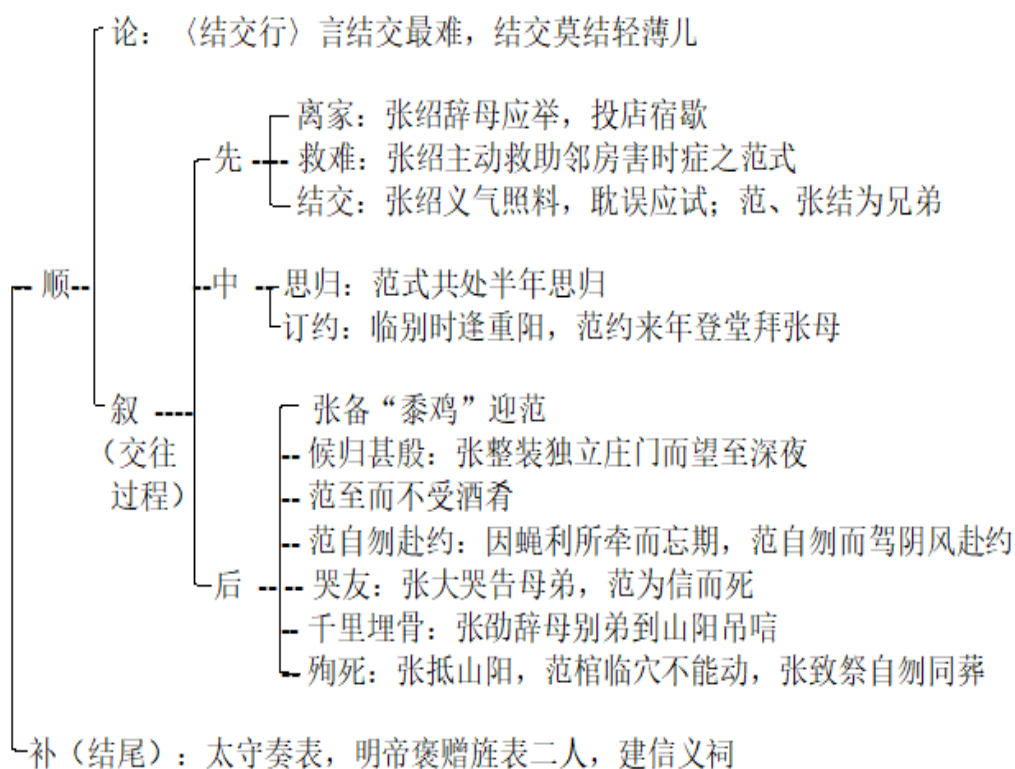 论：〈结交行〉言结交最难，结交莫结轻薄儿
离家：张绍辞母应举，投店宿歇
先
救难：张绍主动救助邻房害时症之范式
结交：张绍义气照料，耽误应试；范、张结为兄弟
顺
中
思归：范式共处半年思归
订约：临别时逢重阳，范约来年登堂拜张母
叙
（交往
过程）
张备“黍鸡”迎范
候归甚殷：张整装独立庄门而望至深夜
范至而不受酒肴
范自刎赴约：因蝇利所牵而忘期，范自刎而驾阴风赴约
后
哭友：张大哭告母弟，范为信而死
千里埋骨：张劭辞母别弟到山阳吊唁
殉死：张抵山阳，范棺临穴不能动，张致祭自刎同葬
补（结尾）：太守奏表，明帝褒赠旌表二人，建信义祠